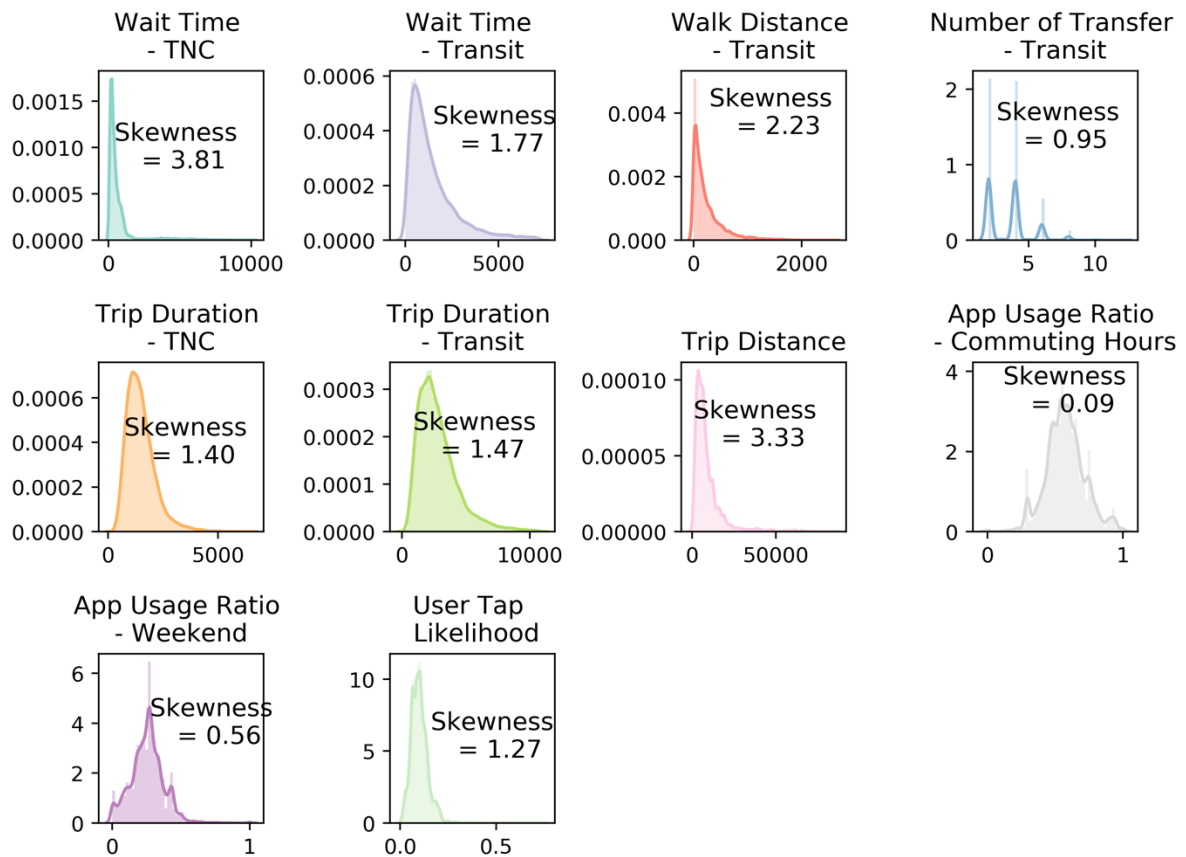 Wait Time
- TNC
0.0015
0.0010
0.0005
0.0000
Skewness
= 3.81
0 10000
Wait Time
- Transit
0.0006
0.0004
0.0002
0.0000
Skewness
= 1.77
0 5000
Walk Distance
- Transit
0.004
0.002
0.000
Skewness
= 2.23
0 2000
Number of Transfer
- Transit
2
1
0
Skewness
= 0.95
5 10
Trip Duration
- TNC
0.0006
0.0004
0.0002
0.0000
Skewness
= 1.40
0 5000
Trip Duration
- Transit
0.0003
0.0002
0.0001
0.0000
Skewness
= 1.47
0 10000
Trip Distance
0.00010
0.00005
0.00000
Skewness
= 3.33
0 50000
App Usage Ratio
- Commuting Hours
4
2
0
Skewness
= 0.09
0 1
App Usage Ratio
- Weekend
6
4
2
0
Skewness
= 0.56
0 1
User Tap
Likelihood
10
5
0
Skewness
= 1.27
0.0 0.5